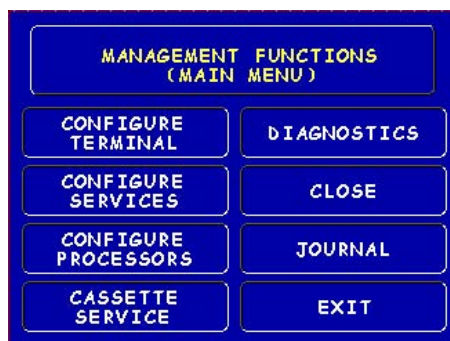 MANAGEMENT FUNCTIONS
(MAIN MENU)
CONFIGURE
TERMINAL
DIAGNOSTICS
CONFIGURE
SERVICES
CLOSE
CONFIGURE
PROCESSORS
JOURNAL
CASSETTE
SERVICE
EXIT